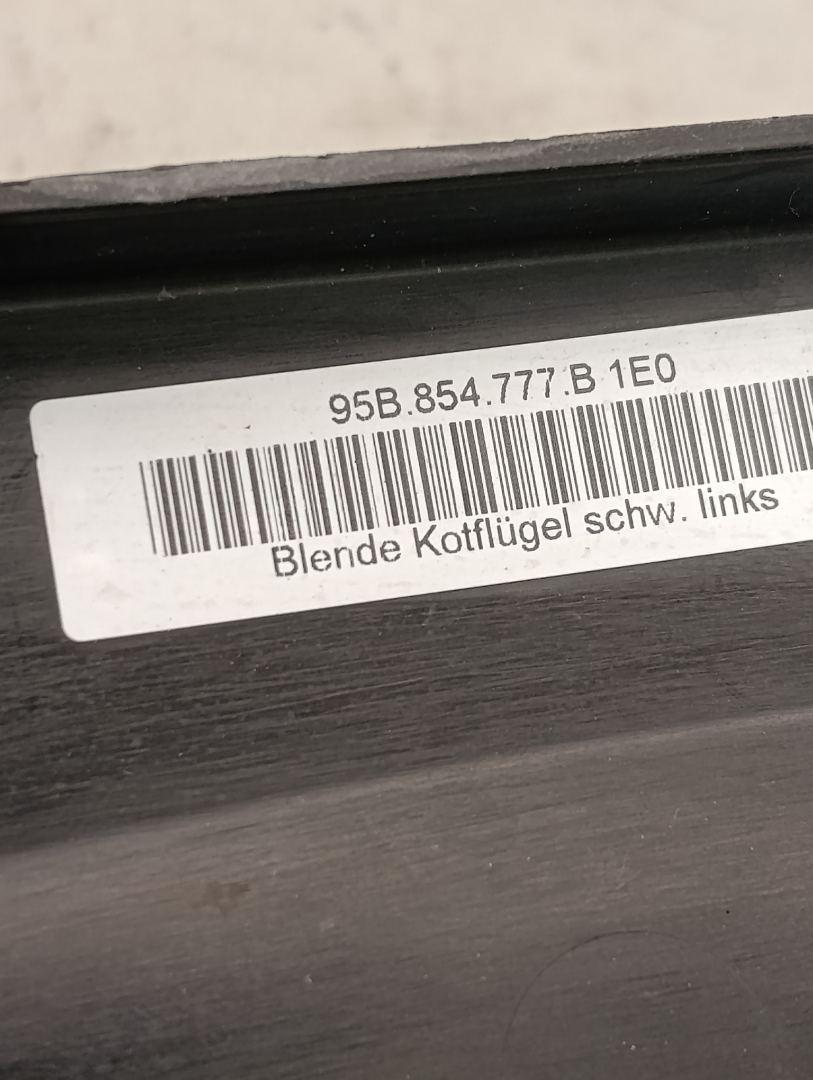 95B.854.777.B 1E0
Blende Kotflügel schw. links